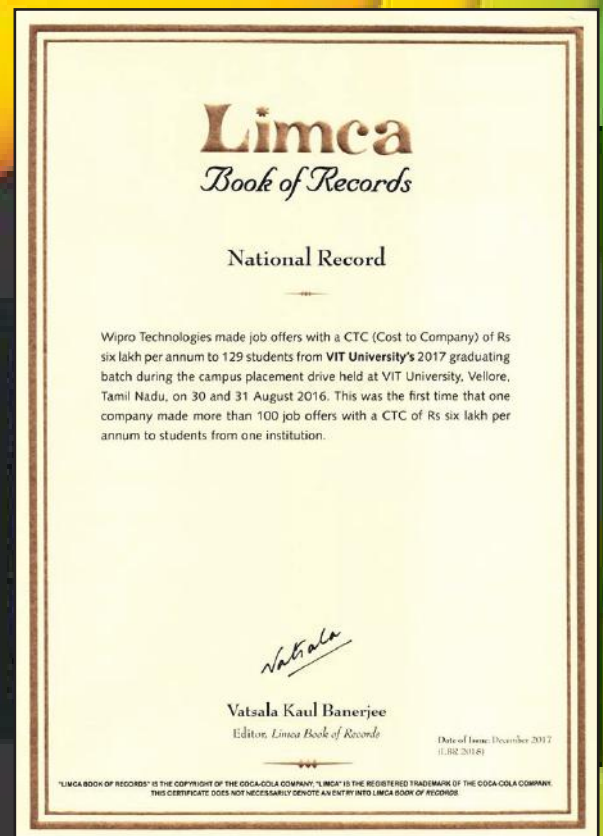 Limca
Book of Records
National Record
Wipro Technologies made job offers with a CTC (Cost to Company) of Rs
six lakh per annum to 129 students from VIT University's 2017 graduating
batch during the campus placement drive held at VIT University, Vellore,
Tamil Nadu, on 30 and 31 August 2016. This was the first time that one
company made more than 100 job offers with a CTC of Rs six lakh per
annum to students from one institution.
Vatsala
Vatsala Kaul Banerjee
Editor, Limca Book of Records
Date of Issue: December 2017
(LBR 2018)
"LIMCA BOOK OF RECORDS" IS THE COPYRIGHT OF THE COCA-COLA COMPANY, "LIMCA" IS THE REGISTERED TRADEMARK OF THE COCA-COLA COMPANY.
THIS CERTIFICATE DOES NOT NECESSARILY DENOTE AN ENTRY INTO LIMCA BOOK OF RECORDS.